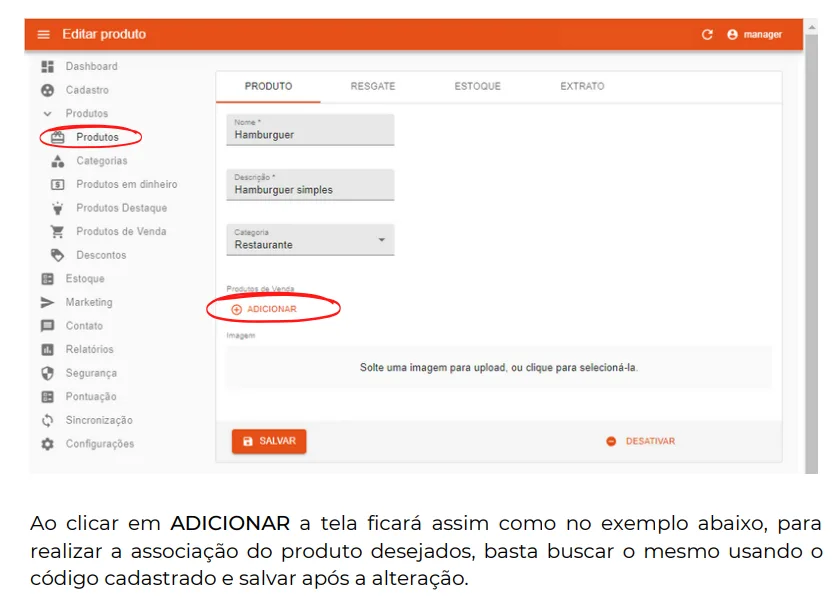 Editar produto
manager
Dashboard
Cadastro
Produtos
Produtos
Categorias
Produtos em dinheiro
Produtos Destaque
Produtos de Venda
Descontos
Estoque
Marketing
Contato
Relatórios
Segurança
Pontuação
Sincronização
Configurações
PRODUTO RESGATE ESTOQUE EXTRATO
Nome *
Hamburguer
Descrição *
Hamburguer simples
Categoria
Restaurante
Produtos de Venda
ADICIONAR
Imagem
Solte uma imagem para upload, ou clique para selecioná-la.
SALVAR
DESATIVAR
Ao clicar em ADICIONAR a tela ficará assim como no exemplo abaixo, para
realizar a associação do produto desejados, basta buscar o mesmo usando o
código cadastrado e salvar após a alteração.